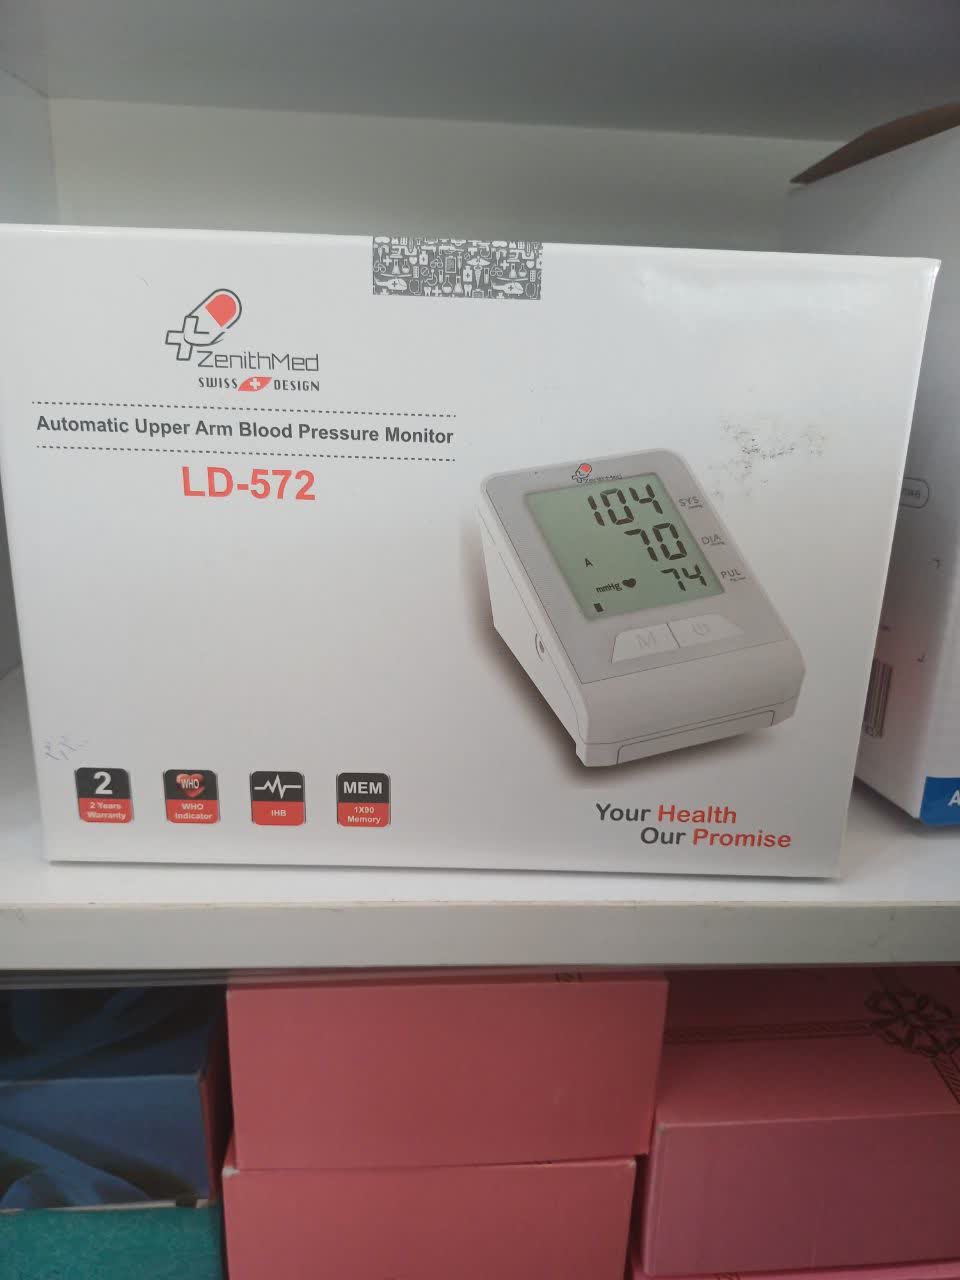 ZenithMed
SWISS DESIGN
Automatic Upper Arm Blood Pressure Monitor
LD-572
ZenithMed
104 SYS
70 DIA
A
mmHg 74 PUL
M
2
2 Years
Warranty
WHO
WHO
Indicator
IHB
MEM
1X90
Memory
Your Health
Our Promise
A